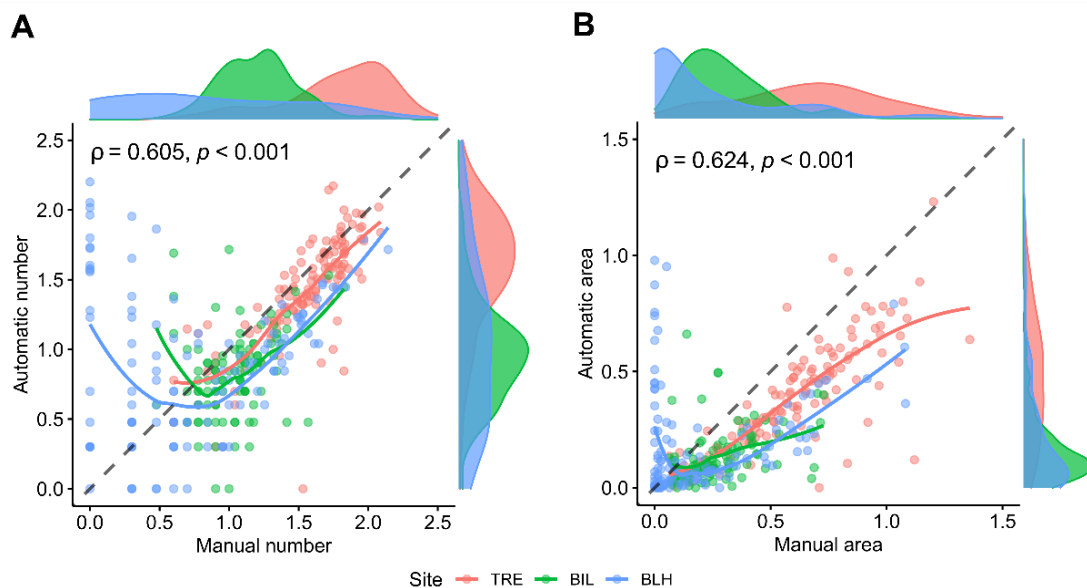 A
ρ = 0.605, p < 0.001
2.5
2.0
1.5
1.0
0.5
0.0
Automatic number
0.0 0.5 1.0 1.5 2.0 2.5
Manual number
B
ρ = 0.624, p < 0.001
1.5
1.0
0.5
0.0
Automatic area
0.0 0.5 1.0 1.5
Manual area
Site TRE BIL BLH